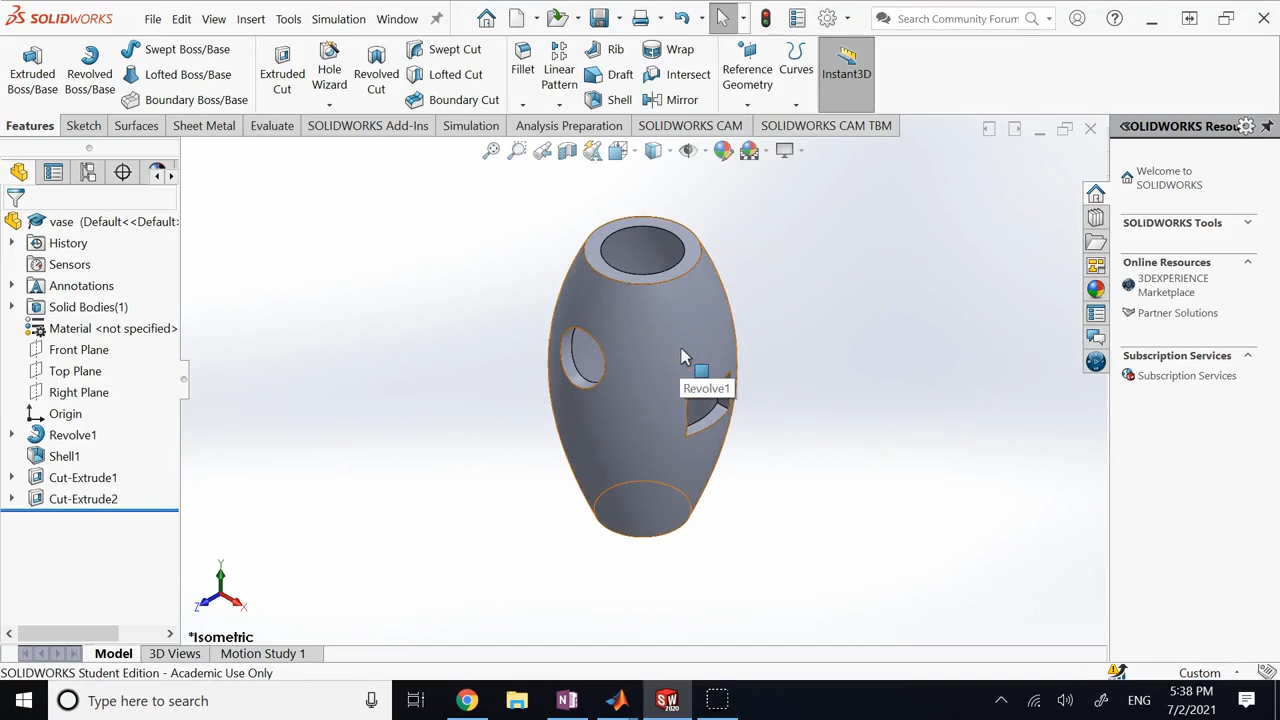 SOLIDWORKS
File Edit View Insert Tools Simulation Window
Search Community Forum
Extruded Boss/Base
Revolved Boss/Base
Swept Boss/Base
Lofted Boss/Base
Boundary Boss/Base
Extruded Cut
Hole Wizard
Revolved Cut
Swept Cut
Lofted Cut
Boundary Cut
Fillet
Linear Pattern
Rib
Draft
Shell
Wrap
Intersect
Mirror
Reference Geometry
Curves
Instant3D
Features Sketch Surfaces Sheet Metal Evaluate SOLIDWORKS Add-Ins Simulation Analysis Preparation SOLIDWORKS CAM SOLIDWORKS CAM TBM
vase (Default<<Default:
History
Sensors
Annotations
Solid Bodies(1)
Material <not specified>
Front Plane
Top Plane
Right Plane
Origin
Revolve1
Shell1
Cut-Extrude1
Cut-Extrude2
Revolve1
Y
Z
X
*Isometric
SOLIDWORKS Resou
Welcome to
SOLIDWORKS
SOLIDWORKS Tools
Online Resources
3DEXPERIENCE
Marketplace
Partner Solutions
Subscription Services
Subscription Services
Model 3D Views Motion Study 1
SOLIDWORKS Student Edition - Academic Use Only
Custom
Type here to search
SW
2020
ENG
5:38 PM
7/2/2021